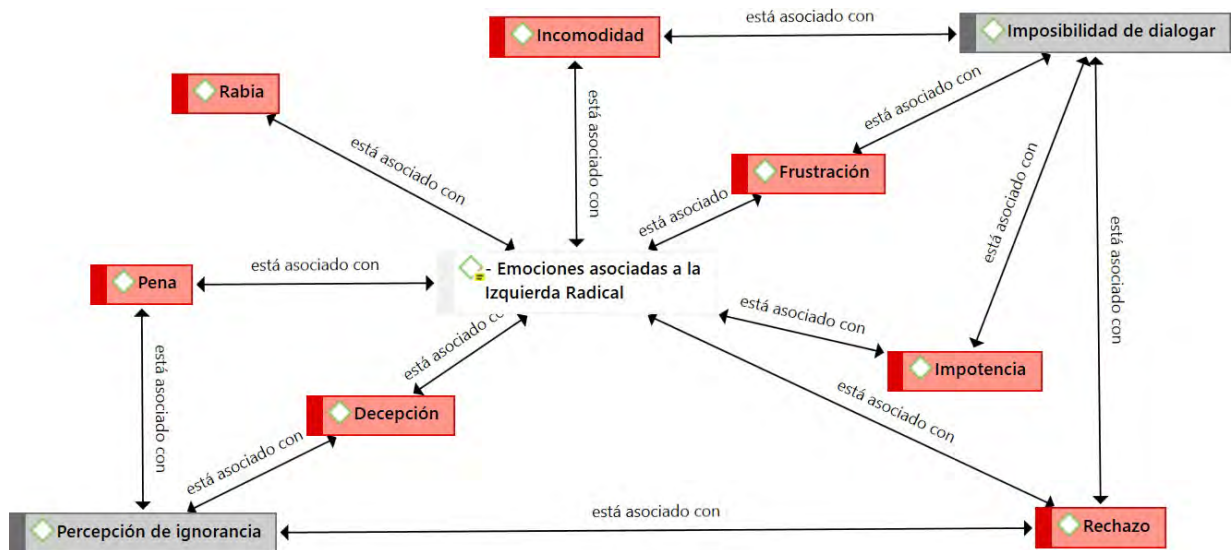 está asociado con
Incomodidad
Imposibilidad de dialogar
Rabia
está asociado con
está asociado con
está asociado con
está asociado con
Frustración
está asociado con
está asociado con
está asociado
- Emociones asociadas a la
Izquierda Radical
está asociado con
Pena
está asociado con
está asociado con
está asociado co
está asociado con
Impotencia
Decepción
está asociado con
está asociado con
está asociado con
Percepción de ignorancia
Rechazo